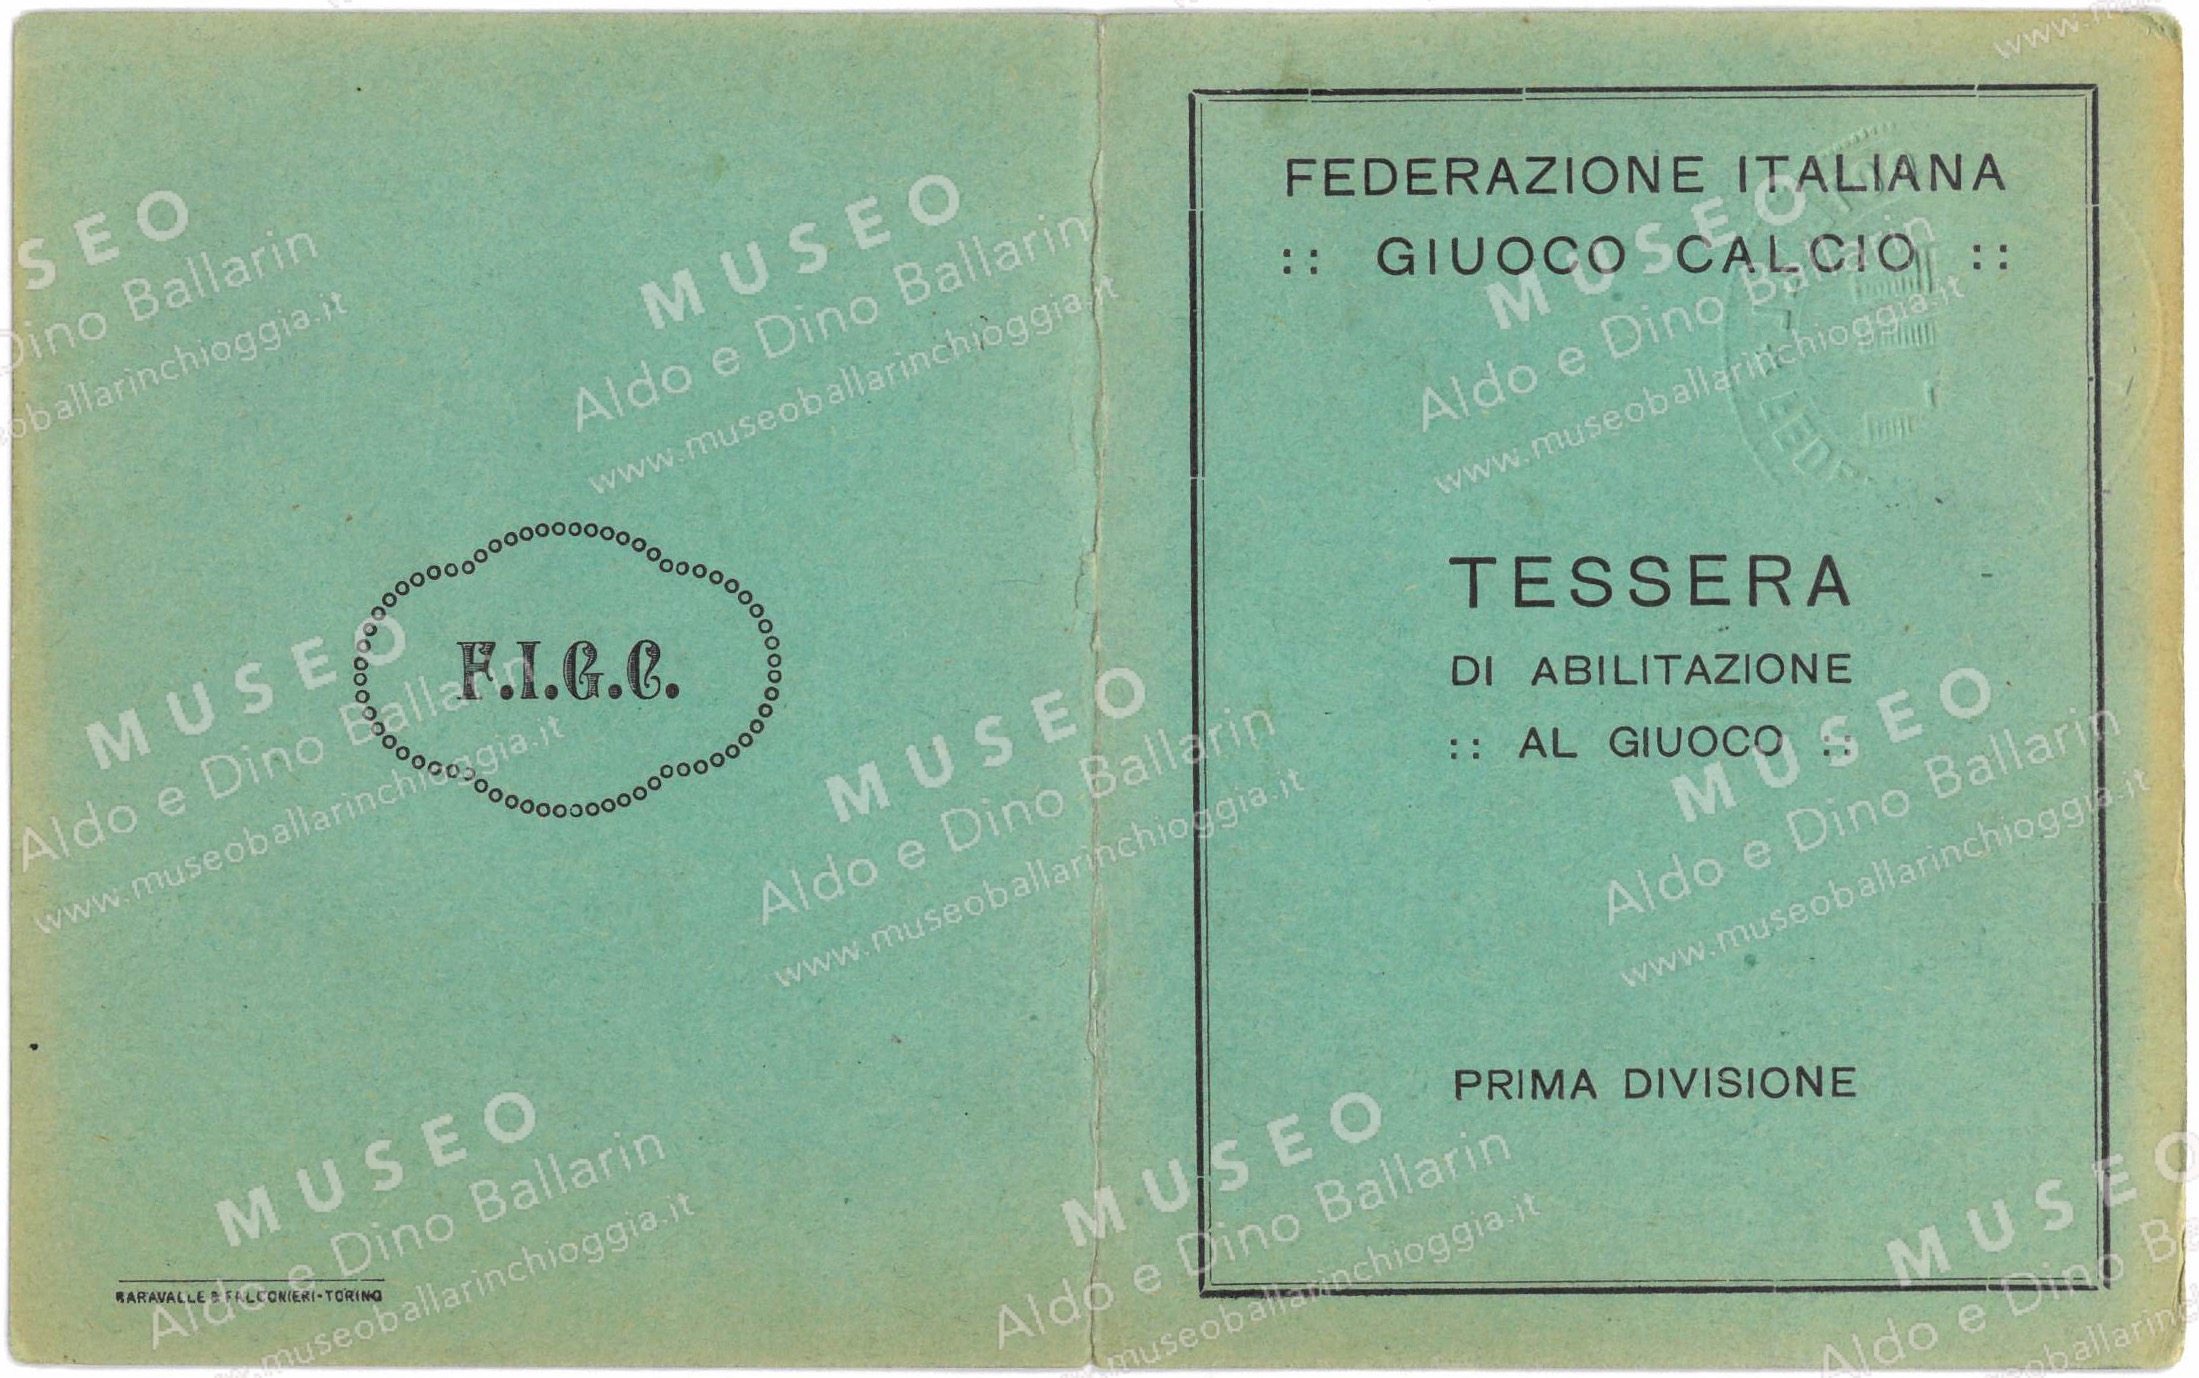 F.I.G.C.
FALCONIERI-TORINO
FEDERAZIONE ITALIANA
:: GIUOCO CALCIO ::
TESSERA
DI ABILITAZIONE
:: AL GIUOCO ::
PRIMA DIVISIONE
MUSEO
Aldo e Dino Ballarin
www.museoballarinchioggia.it